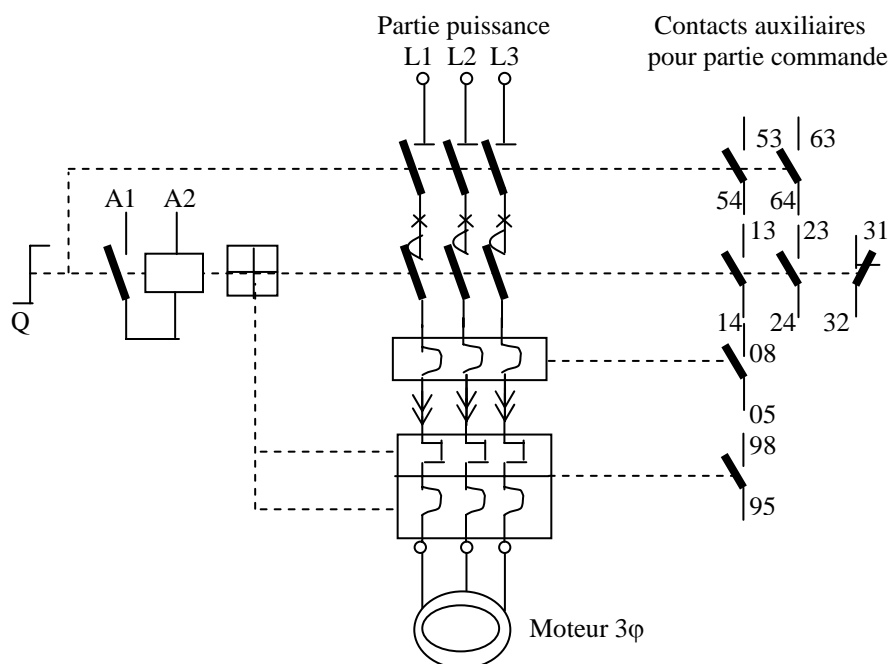 Partie puissance
Contacts auxiliaires
pour partie commande
L1 L2 L3
53 63
A1 A2
54 64
13 23 31
Q
14 24 32
08
05
98
95
Moteur 3φ